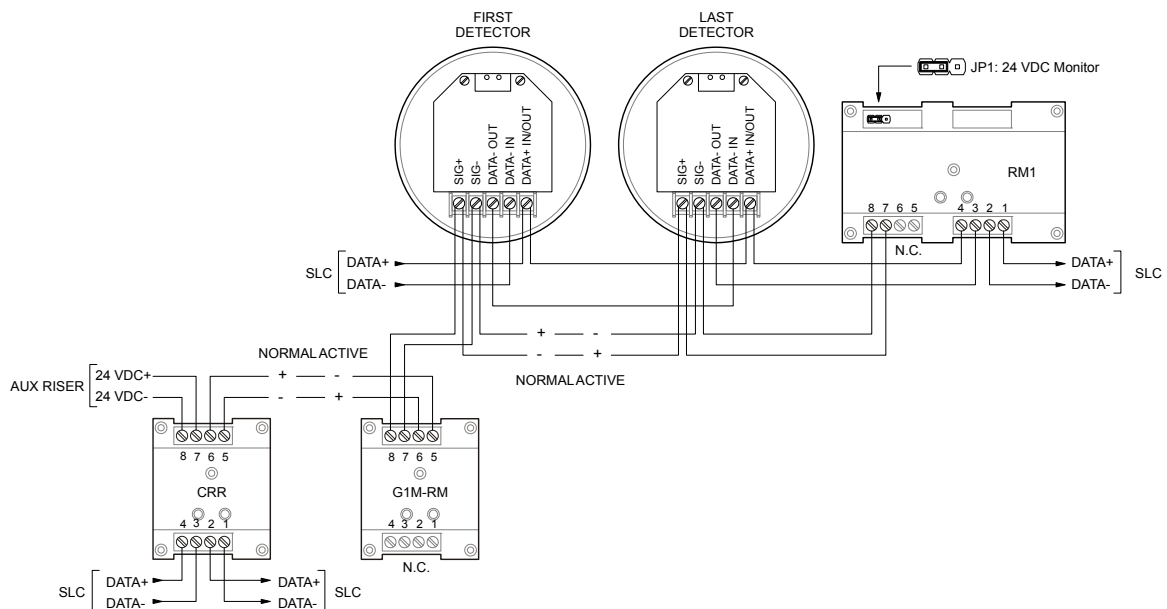 FIRST
DETECTOR
LAST
DETECTOR
JP1: 24 VDC Monitor
SIG+
SIG-
DATA- OUT
DATA- IN
DATA+ IN/OUT
SIG+
SIG-
DATA- OUT
DATA- IN
DATA+ IN/OUT
RM1
8 7 6 5
4 3 2 1
N.C.
SLC
DATA+
DATA-
DATA+
DATA-
SLC
+ -
- +
NORMAL ACTIVE
NORMAL ACTIVE
AUX RISER
24 VDC+
24 VDC-
+ -
- +
8 7 6 5
CRR
4 3 2 1
8 7 6 5
G1M-RM
4 3 2 1
N.C.
SLC
DATA+
DATA-
DATA+
DATA-
SLC